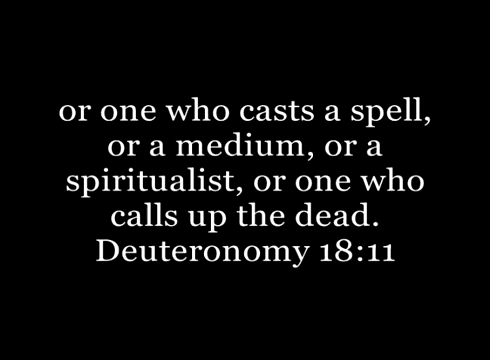 or one who casts a spell,
or a medium, or a
spiritualist, or one who
calls up the dead.
Deuteronomy 18:11